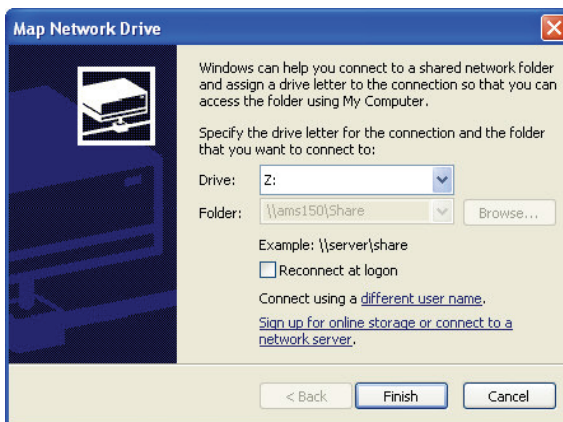 Map Network Drive
Windows can help you connect to a shared network folder
and assign a drive letter to the connection so that you can
access the folder using My Computer.
Specify the drive letter for the connection and the folder
that you want to connect to:
Drive: Z:
Folder: \\ams150\Share Browse...
Example: \\server\share
Reconnect at logon
Connect using a different user name.
Sign up for online storage or connect to a
network server.
< Back Finish Cancel